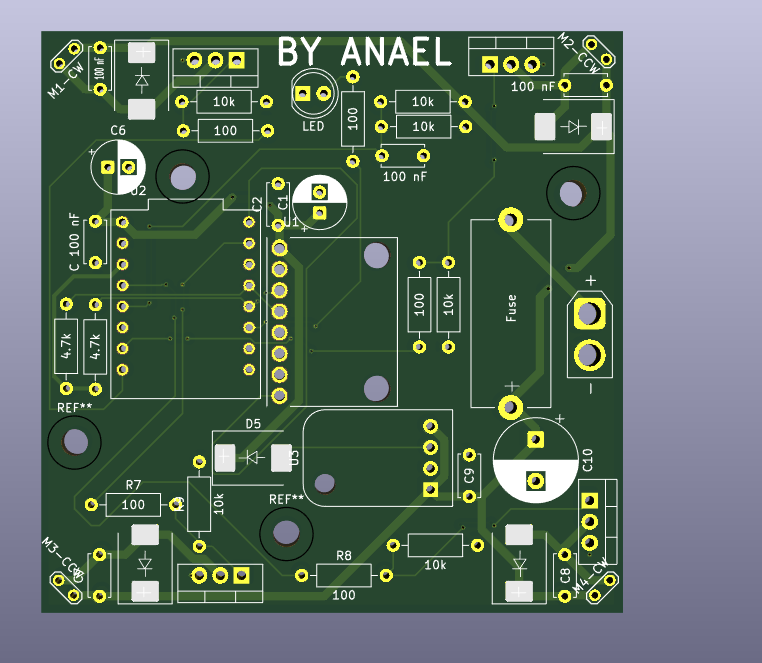 BY ANAEL
M1-CW
100 nF
10k
100
LED
100
10k
10k
100 nF
M2-CCW
100 nF
C6
+
U2
C2
C1
U1
+
C 100 nF
4.7k
4.7k
100
10k
Fuse
+
+
-
REF**
D5
U3
R7
100
10k
REF**
C9
+
C10
R8
100
10k
M3-CCW
C8
M4-CW